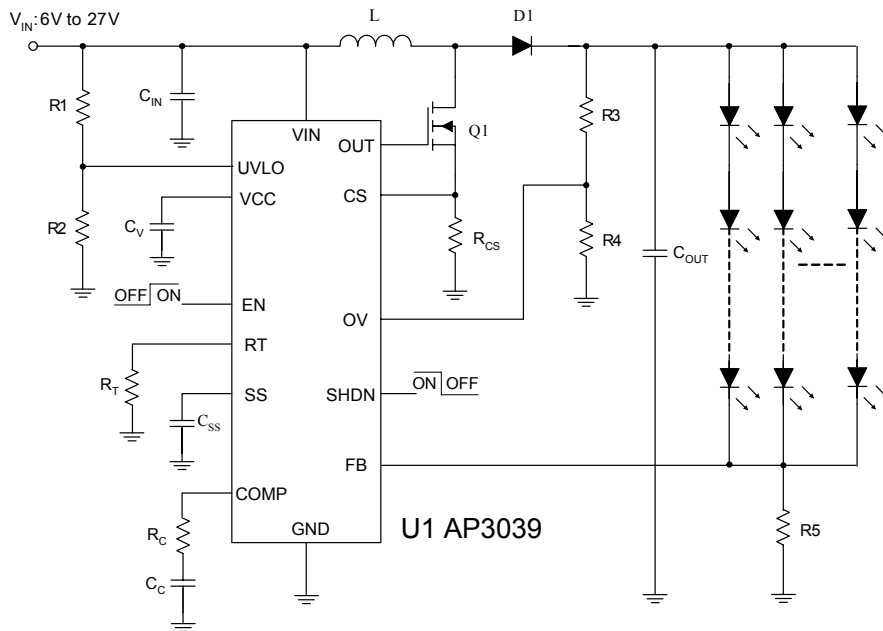 V_IN: 6V to 27V
L
D1
R1
C_IN
VIN
OUT
Q1
R3
UVLO
VCC
CS
R2
C_V
R_CS
R4
C_OUT
OFF ON
EN
OV
RT
R_T
SS
C_SS
SHDN
ON OFF
FB
COMP
R_C
GND
U1 AP3039
R5
C_C